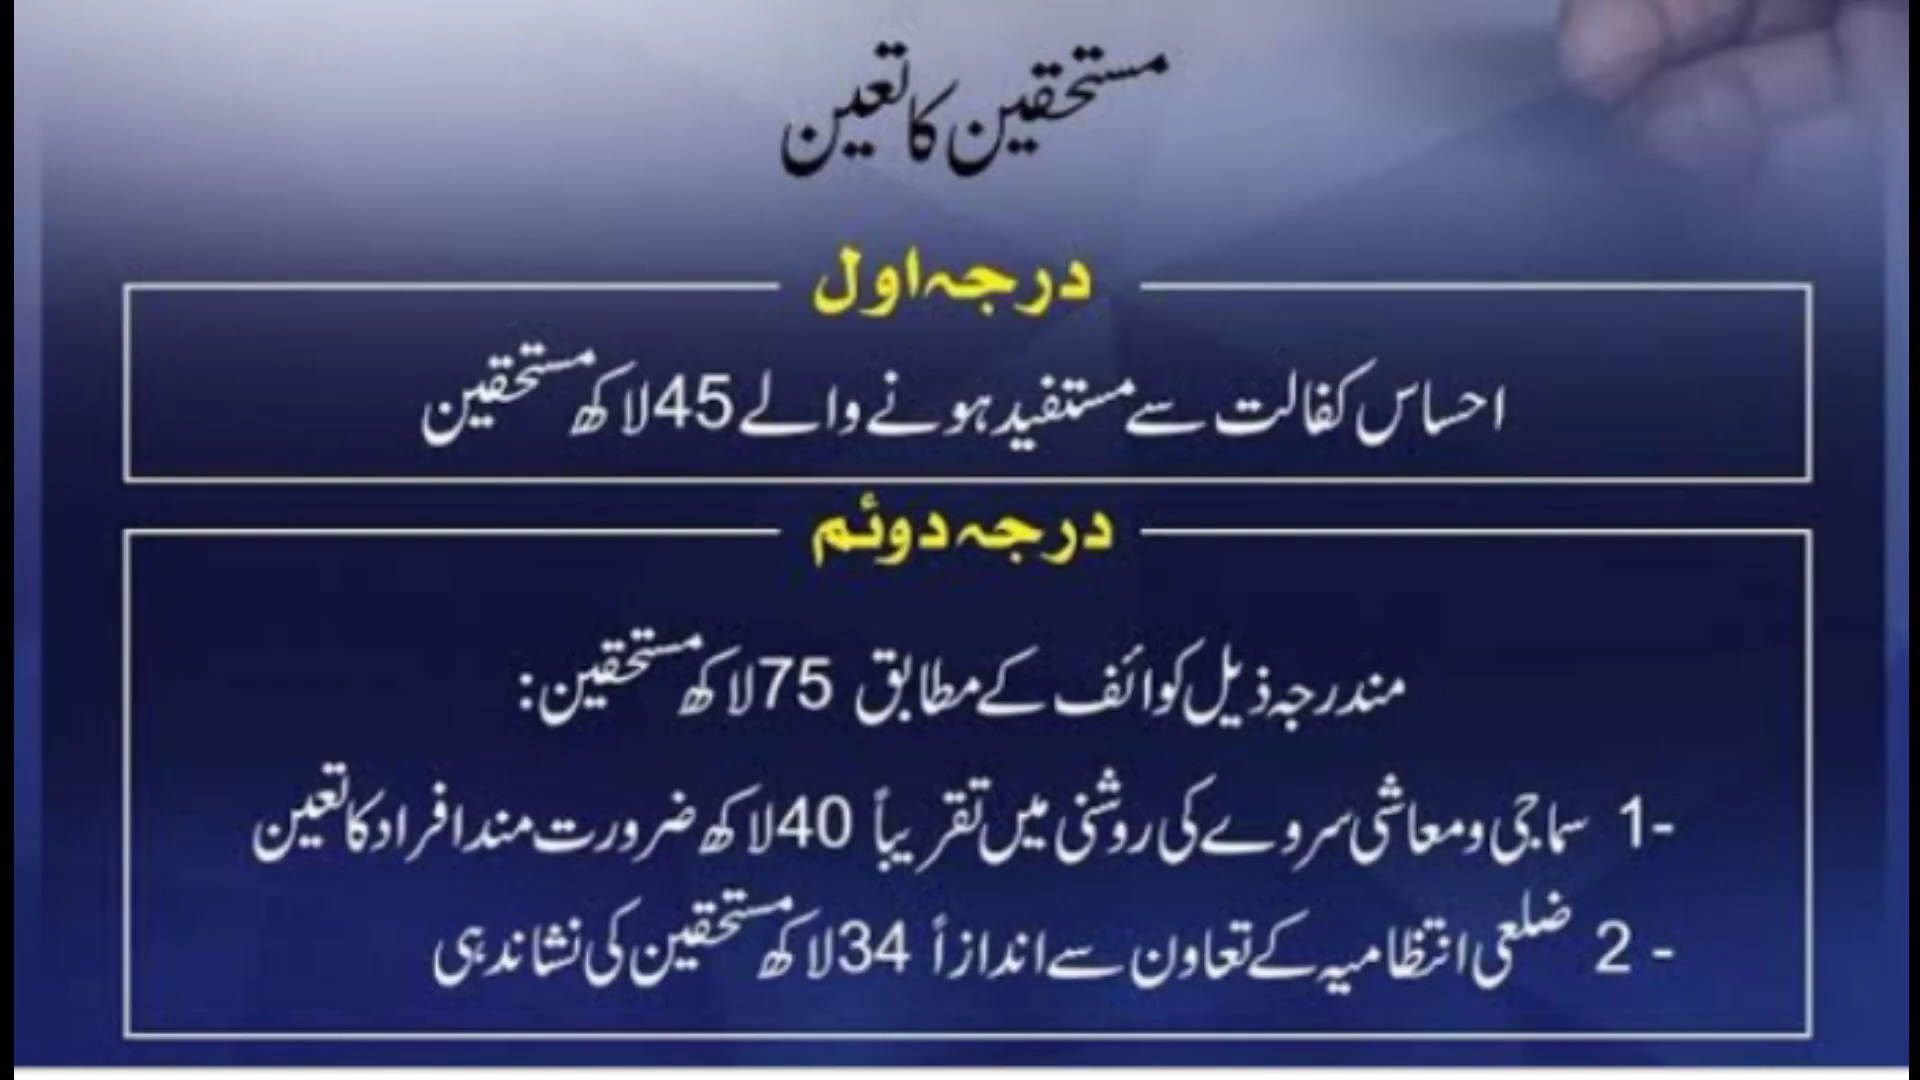 مستحقین کا تعین
درجہ اول
احساس کفالت سے مستفید ہونے والے 45 لاکھ مستحقین
درجہ دوئم
مندرجہ ذیل کوائف کے مطابق 75 لاکھ مستحقین:
1- سماجی و معاشی سروے کی روشنی میں تقریباً 40 لاکھ ضرورت مند افراد کا تعین
2 - ضلعی انتظامیہ کے تعاون سے اندازاً 34 لاکھ مستحقین کی نشاندہی